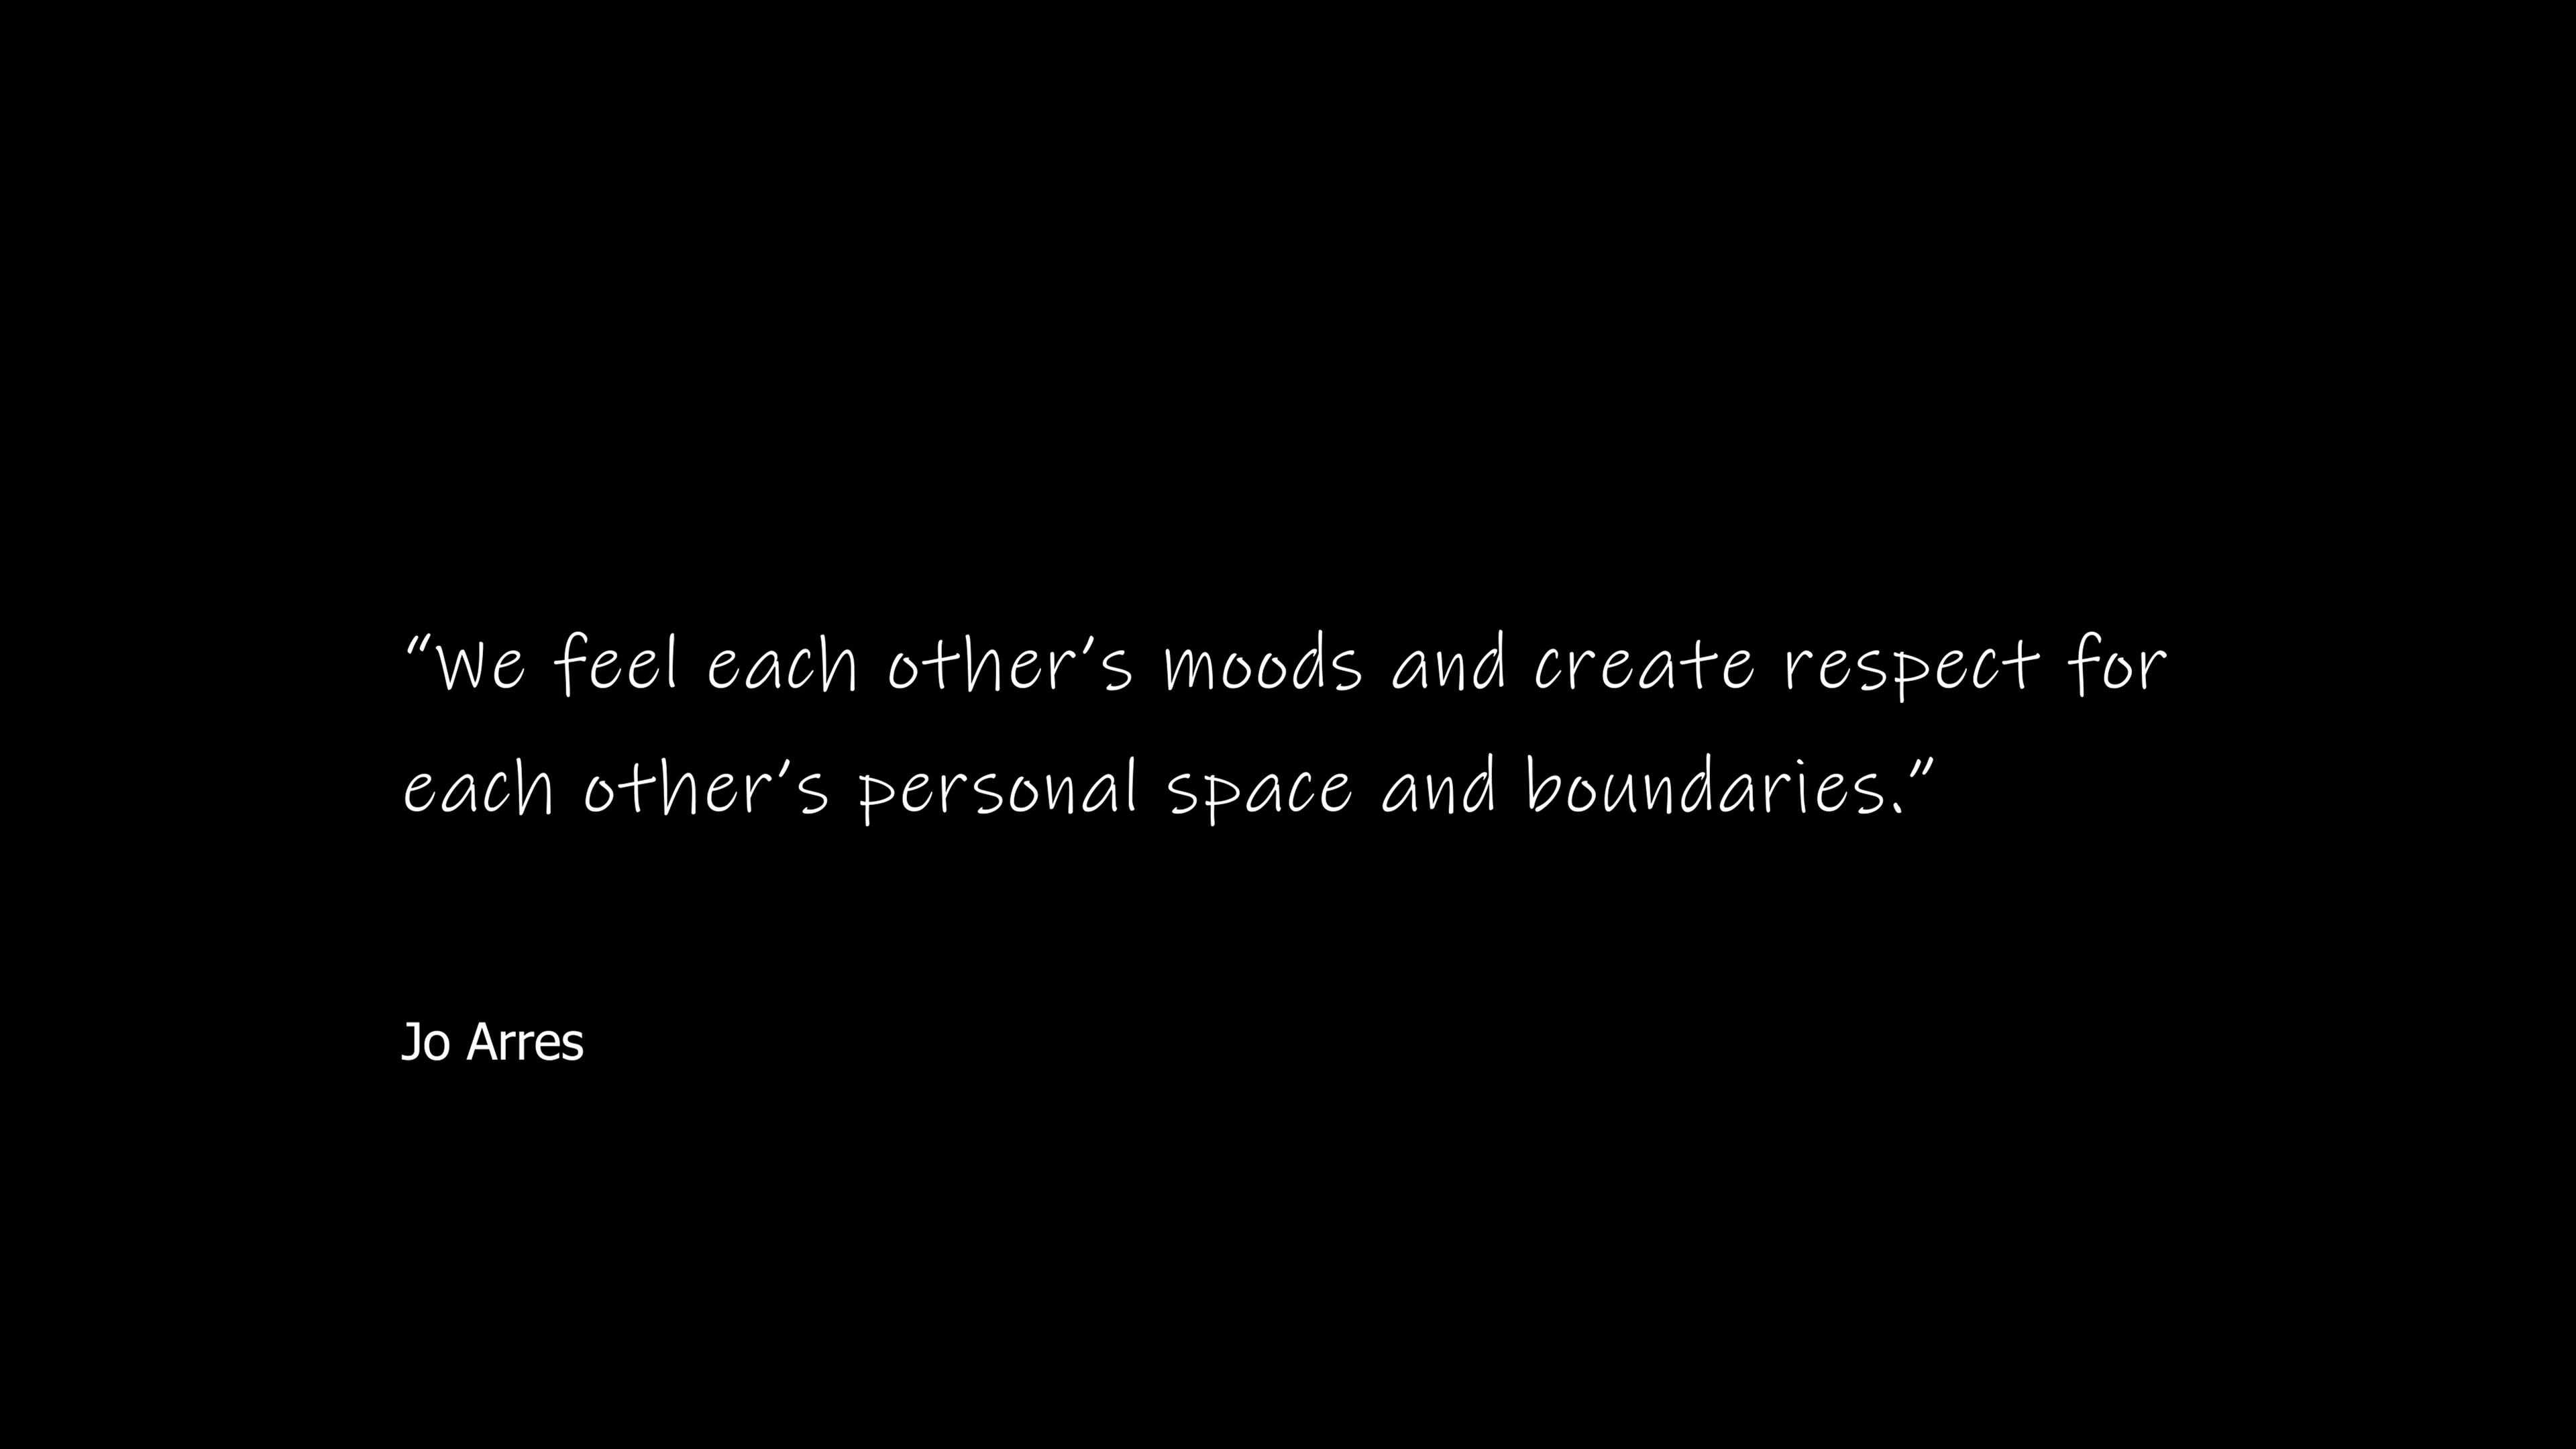 “We feel each other’s moods and create respect for
each other’s personal space and boundaries.”
Jo Arres